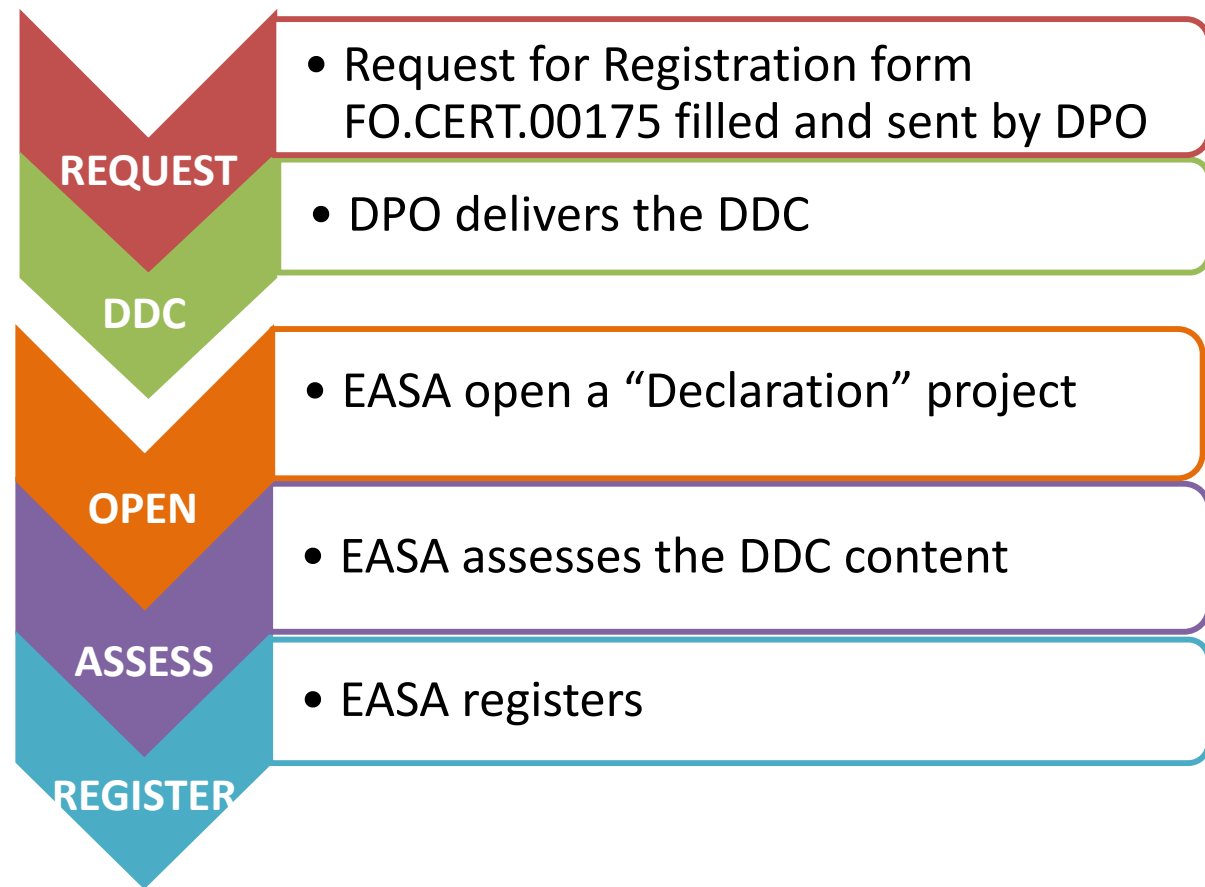 REQUEST
• Request for Registration form
FO.CERT.00175 filled and sent by DPO
DDC
• DPO delivers the DDC
OPEN
• EASA open a “Declaration” project
ASSESS
• EASA assesses the DDC content
REGISTER
• EASA registers